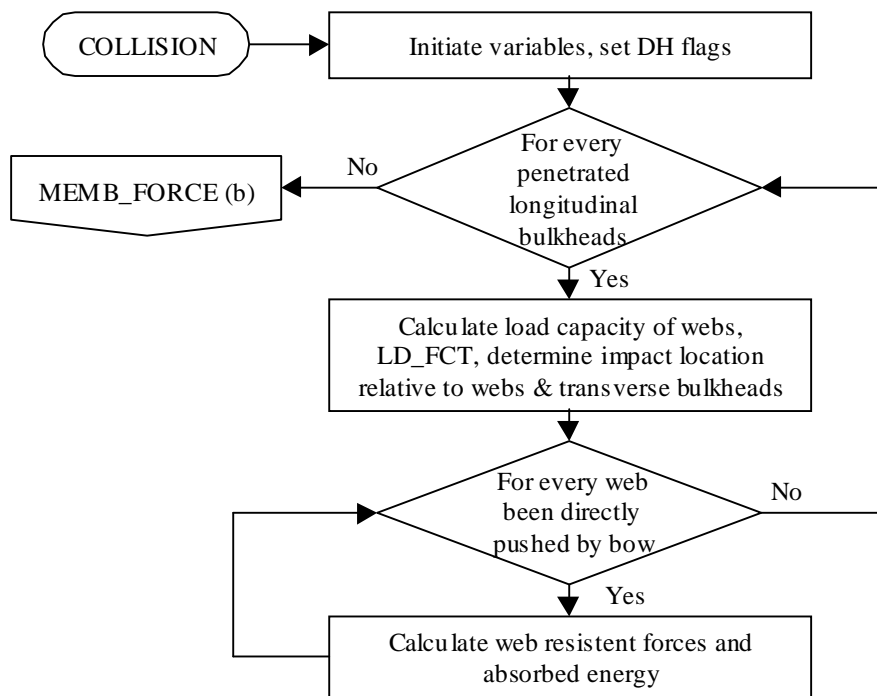 COLLISION
Initiate variables, set DH flags
For every
penetrated
longitudinal
bulkheads
No
MEMB_FORCE (b)
Yes
Calculate load capacity of webs,
LD_FCT, determine impact location
relative to webs & transverse bulkheads
For every web
been directly
pushed by bow
No
Yes
Calculate web resistent forces and
absorbed energy